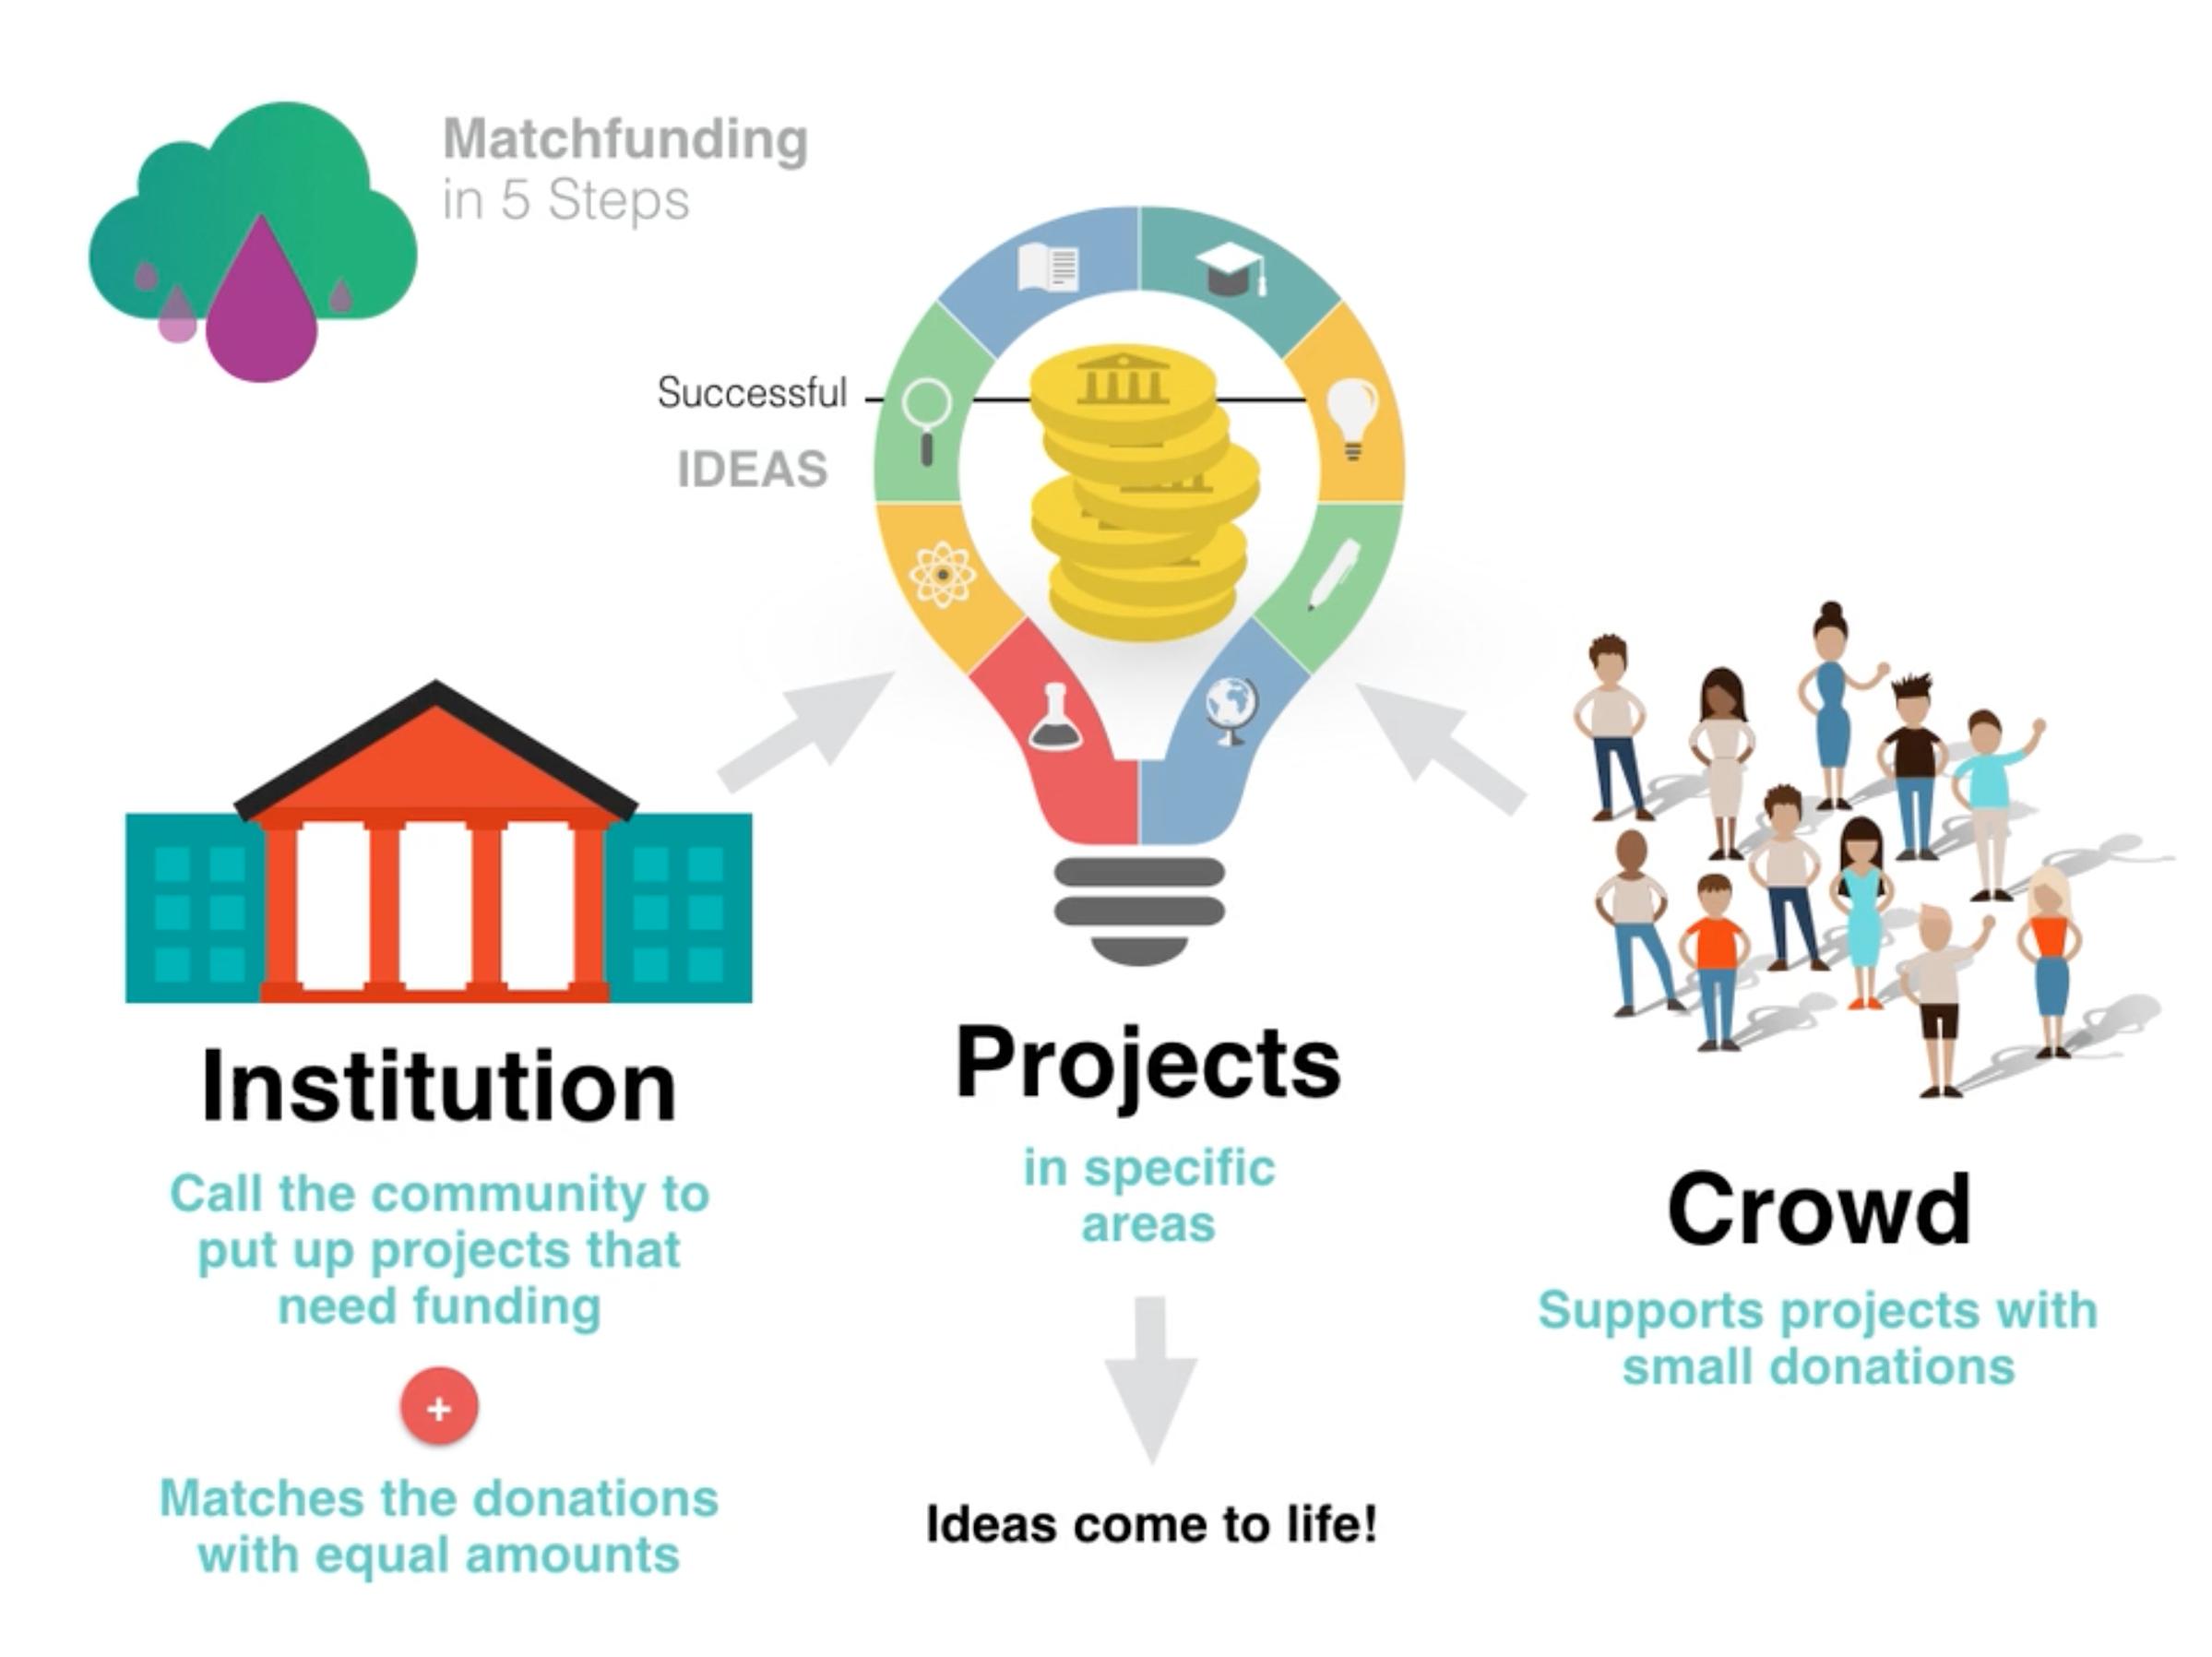 Matchfunding
in 5 Steps
Successful
IDEAS
Institution
Call the community to
put up projects that
need funding
+
Matches the donations
with equal amounts
Projects
in specific
areas
Ideas come to life!
Crowd
Supports projects with
small donations